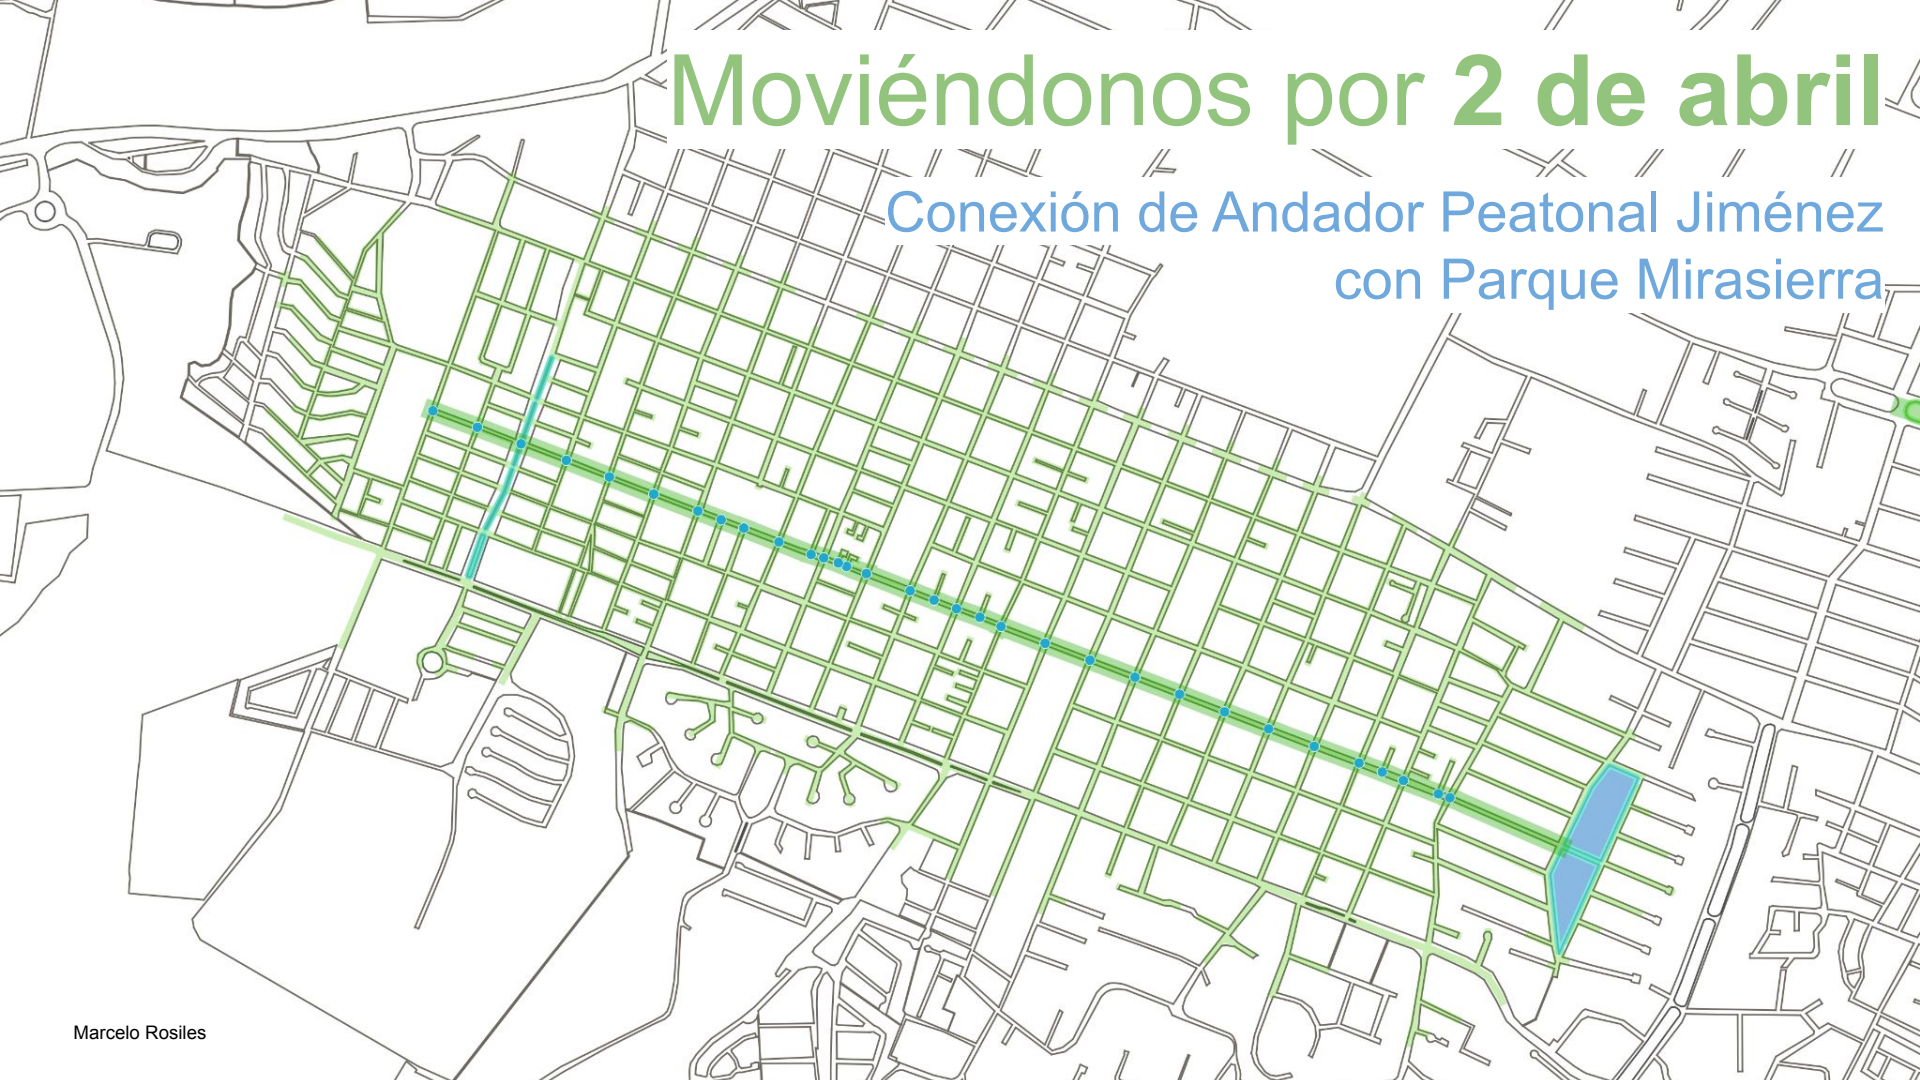 Moviéndonos por 2 de abril
Conexión de Andador Peatonal Jiménez
con Parque Mirasierra
Marcelo Rosiles